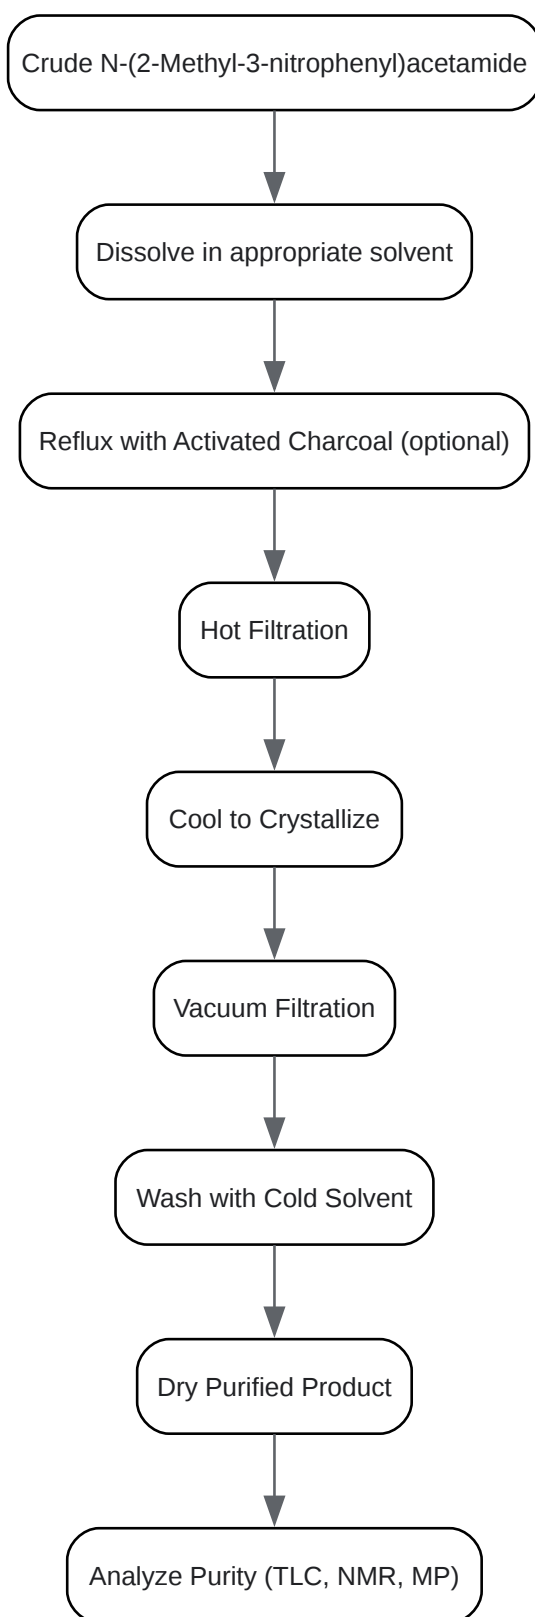 Crude N-(2-Methyl-3-nitrophenyl)acetamide
Dissolve in appropriate solvent
Reflux with Activated Charcoal (optional)
Hot Filtration
Cool to Crystallize
Vacuum Filtration
Wash with Cold Solvent
Dry Purified Product
Analyze Purity (TLC, NMR, MP)